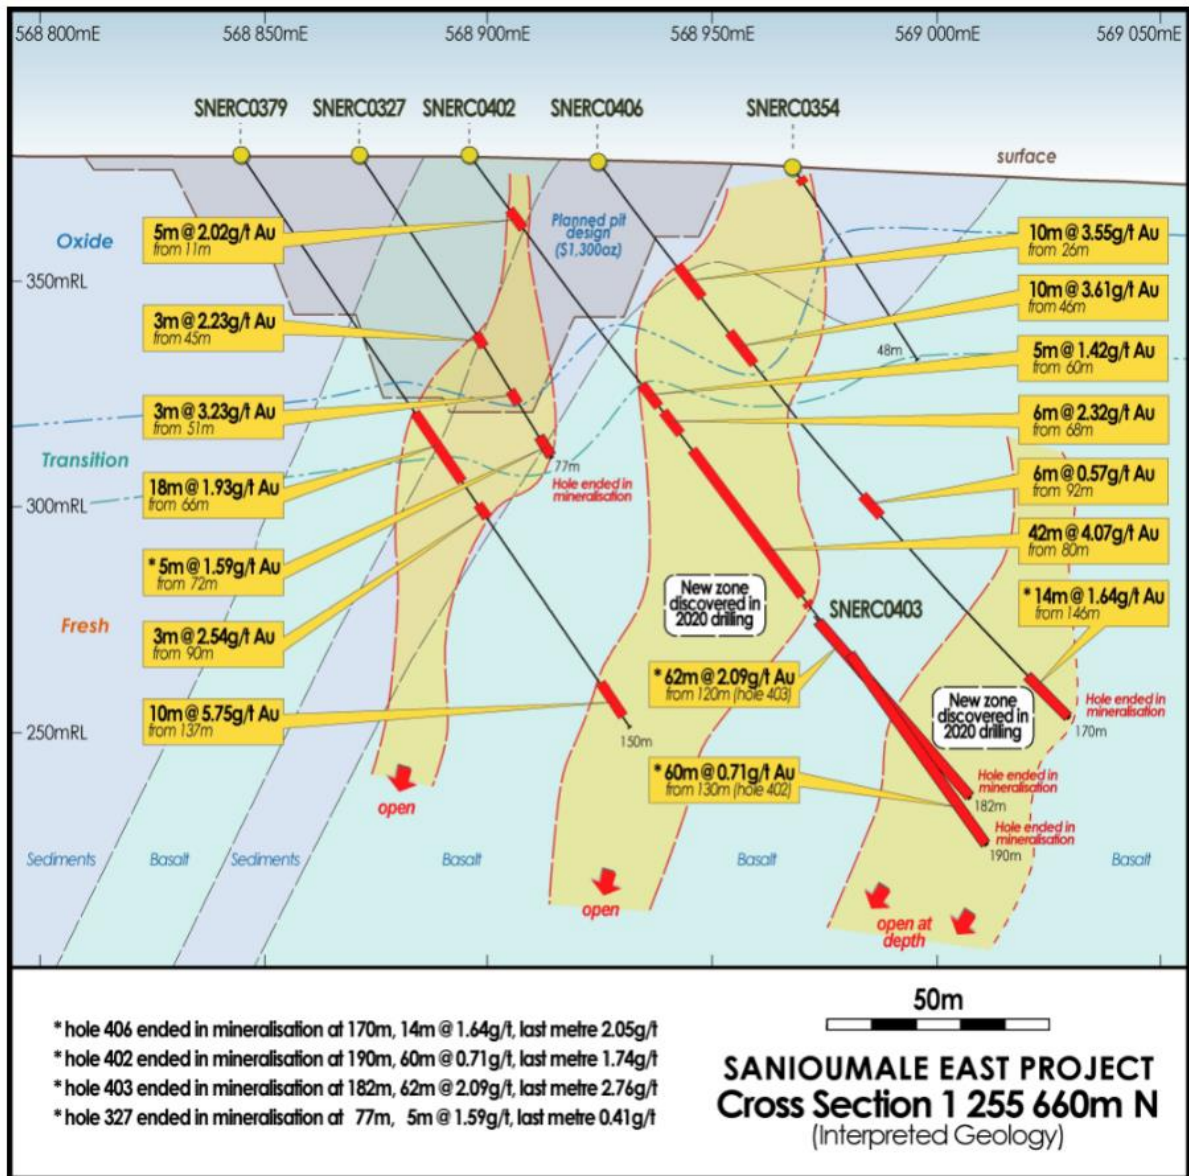 568 800mE
568 850mE
568 900mE
568 950mE
569 000mE
569 050mE
SNERC0379
SNERC0327
SNERC0402
SNERC0406
SNERC0354
surface
Oxide
Planned pit
design
($1,300oz)
350mRL
Transition
300mRL
Fresh
250mRL
5m @ 2.02g/t Au
from 11m
3m @ 2.23g/t Au
from 45m
3m @ 3.23g/t Au
from 51m
18m @ 1.93g/t Au
from 66m
* 5m @ 1.59g/t Au
from 72m
3m @ 2.54g/t Au
from 90m
10m @ 5.75g/t Au
from 137m
10m @ 3.55g/t Au
from 26m
10m @ 3.61g/t Au
from 46m
5m @ 1.42g/t Au
from 60m
6m @ 2.32g/t Au
from 68m
6m @ 0.57g/t Au
from 92m
42m @ 4.07g/t Au
from 80m
* 14m @ 1.64g/t Au
from 146m
48m
77m
Hole ended in
mineralisation
New zone
discovered in
2020 drilling
SNERC0403
* 62m @ 2.09g/t Au
from 120m (hole 403)
New zone
discovered in
2020 drilling
Hole ended in
mineralisation
170m
150m
* 60m @ 0.71g/t Au
from 130m (hole 402)
Hole ended in
mineralisation
182m
Hole ended in
mineralisation
190m
open
open
open at
depth
Sediments
Basalt
Sediments
Basalt
Basalt
Basalt
* hole 406 ended in mineralisation at 170m, 14m @ 1.64g/t, last metre 2.05g/t
* hole 402 ended in mineralisation at 190m, 60m @ 0.71g/t, last metre 1.74g/t
* hole 403 ended in mineralisation at 182m, 62m @ 2.09g/t, last metre 2.76g/t
* hole 327 ended in mineralisation at 77m, 5m @ 1.59g/t, last metre 0.41g/t
50m
SANIOUMALE EAST PROJECT
Cross Section 1 255 660m N
(Interpreted Geology)